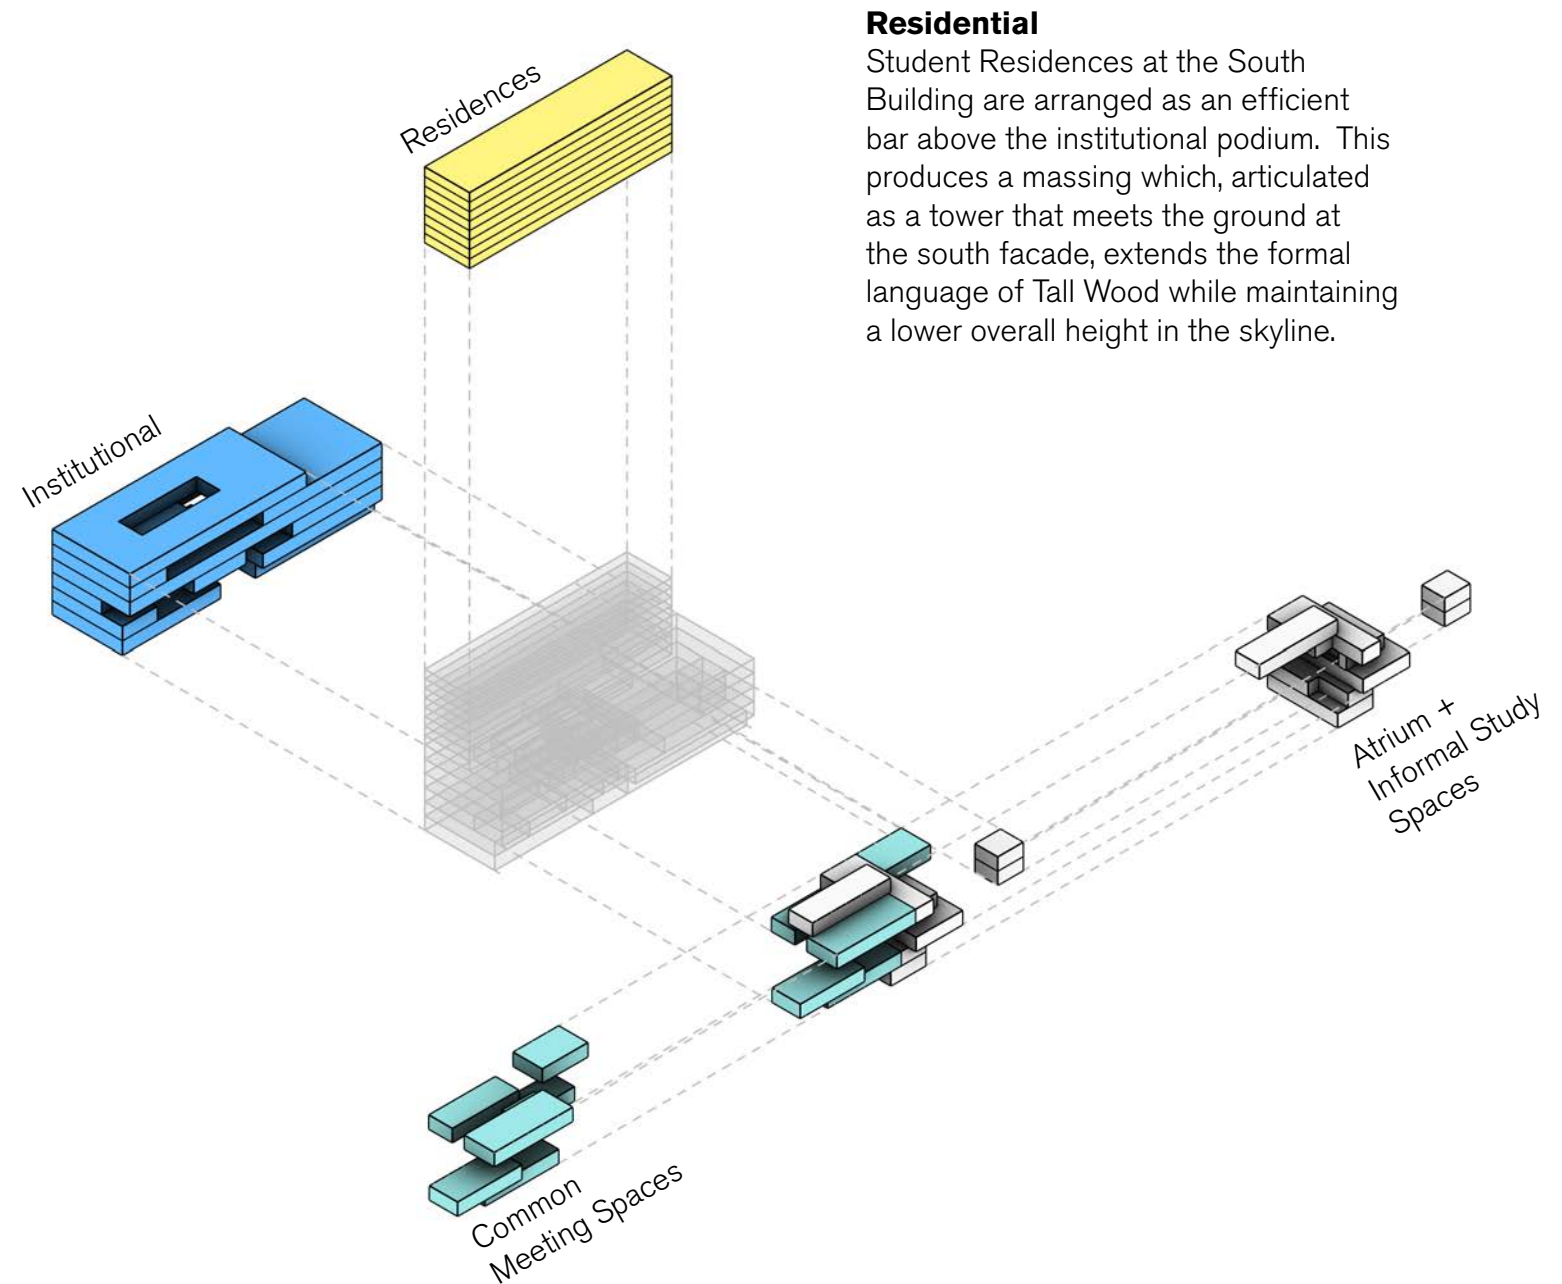 Residential
Student Residences at the South
Building are arranged as an efficient
bar above the institutional podium.  This
produces a massing which, articulated
as a tower that meets the ground at
the south facade, extends the formal
language of Tall Wood while maintaining
a lower overall height in the skyline.
Residences
Institutional
Atrium +
Informal Study
Spaces
Common
Meeting Spaces